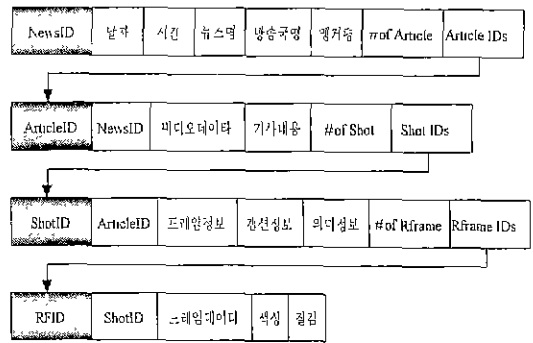 NewsID 날짜 시간 뉴스명 방송국명 앵커명 #of Article Article IDs
ArticleID NewsID 비디오데이타 기사내용 #of Shot Shot IDs
ShotID ArticleID 프레임정보 장면정보 의미정보 #of Rframe Rframe IDs
RFID ShotID 프레임데이터 색상 질감